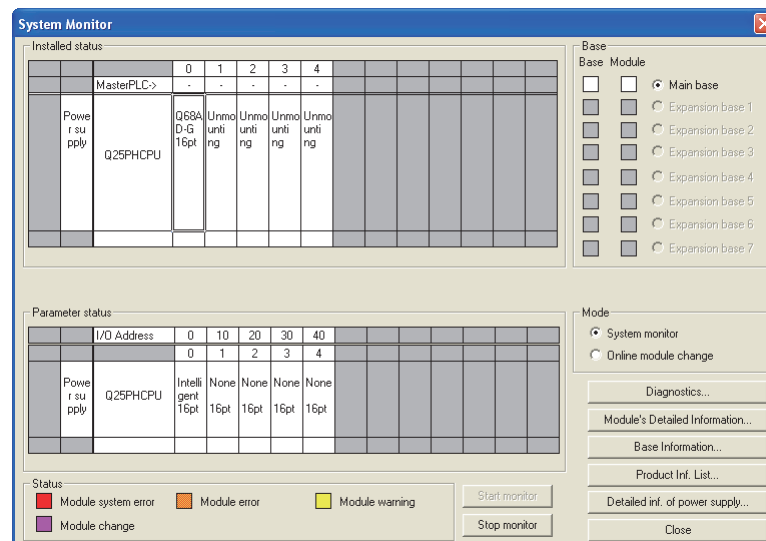 System Monitor
Installed status
0 1 2 3 4
MasterPLC-> - - - - -
Powe
r su
pply
Q25PHCPU
Q68A
D-G
16pt
Unmo
unti
ng
Unmo
unti
ng
Unmo
unti
ng
Unmo
unti
ng
Base
Base Module
Main base
Expansion base 1
Expansion base 2
Expansion base 3
Expansion base 4
Expansion base 5
Expansion base 6
Expansion base 7
Parameter status
I/O Address 0 10 20 30 40
0 1 2 3 4
Powe
r su
pply
Q25PHCPU
Intelli
gent
16pt
None
16pt
None
16pt
None
16pt
None
16pt
Mode
System monitor
Online module change
Diagnostics...
Module's Detailed Information...
Base Information...
Product Inf. List...
Detailed inf. of power supply...
Close
Status
Module system error
Module error
Module warning
Module change
Start monitor
Stop monitor